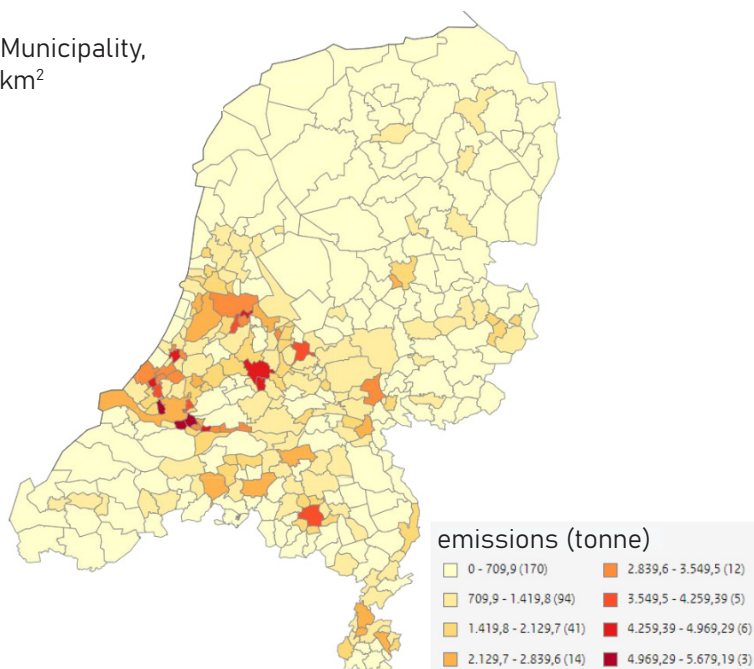 Municipality,
km²
emissions (tonne)
0 - 709,9 (170)
709,9 - 1.419,8 (94)
1.419,8 - 2.129,7 (41)
2.129,7 - 2.839,6 (14)
2.839,6 - 3.549,5 (12)
3.549,5 - 4.259,39 (5)
4.259,39 - 4.969,29 (6)
4.969,29 - 5.679,19 (3)